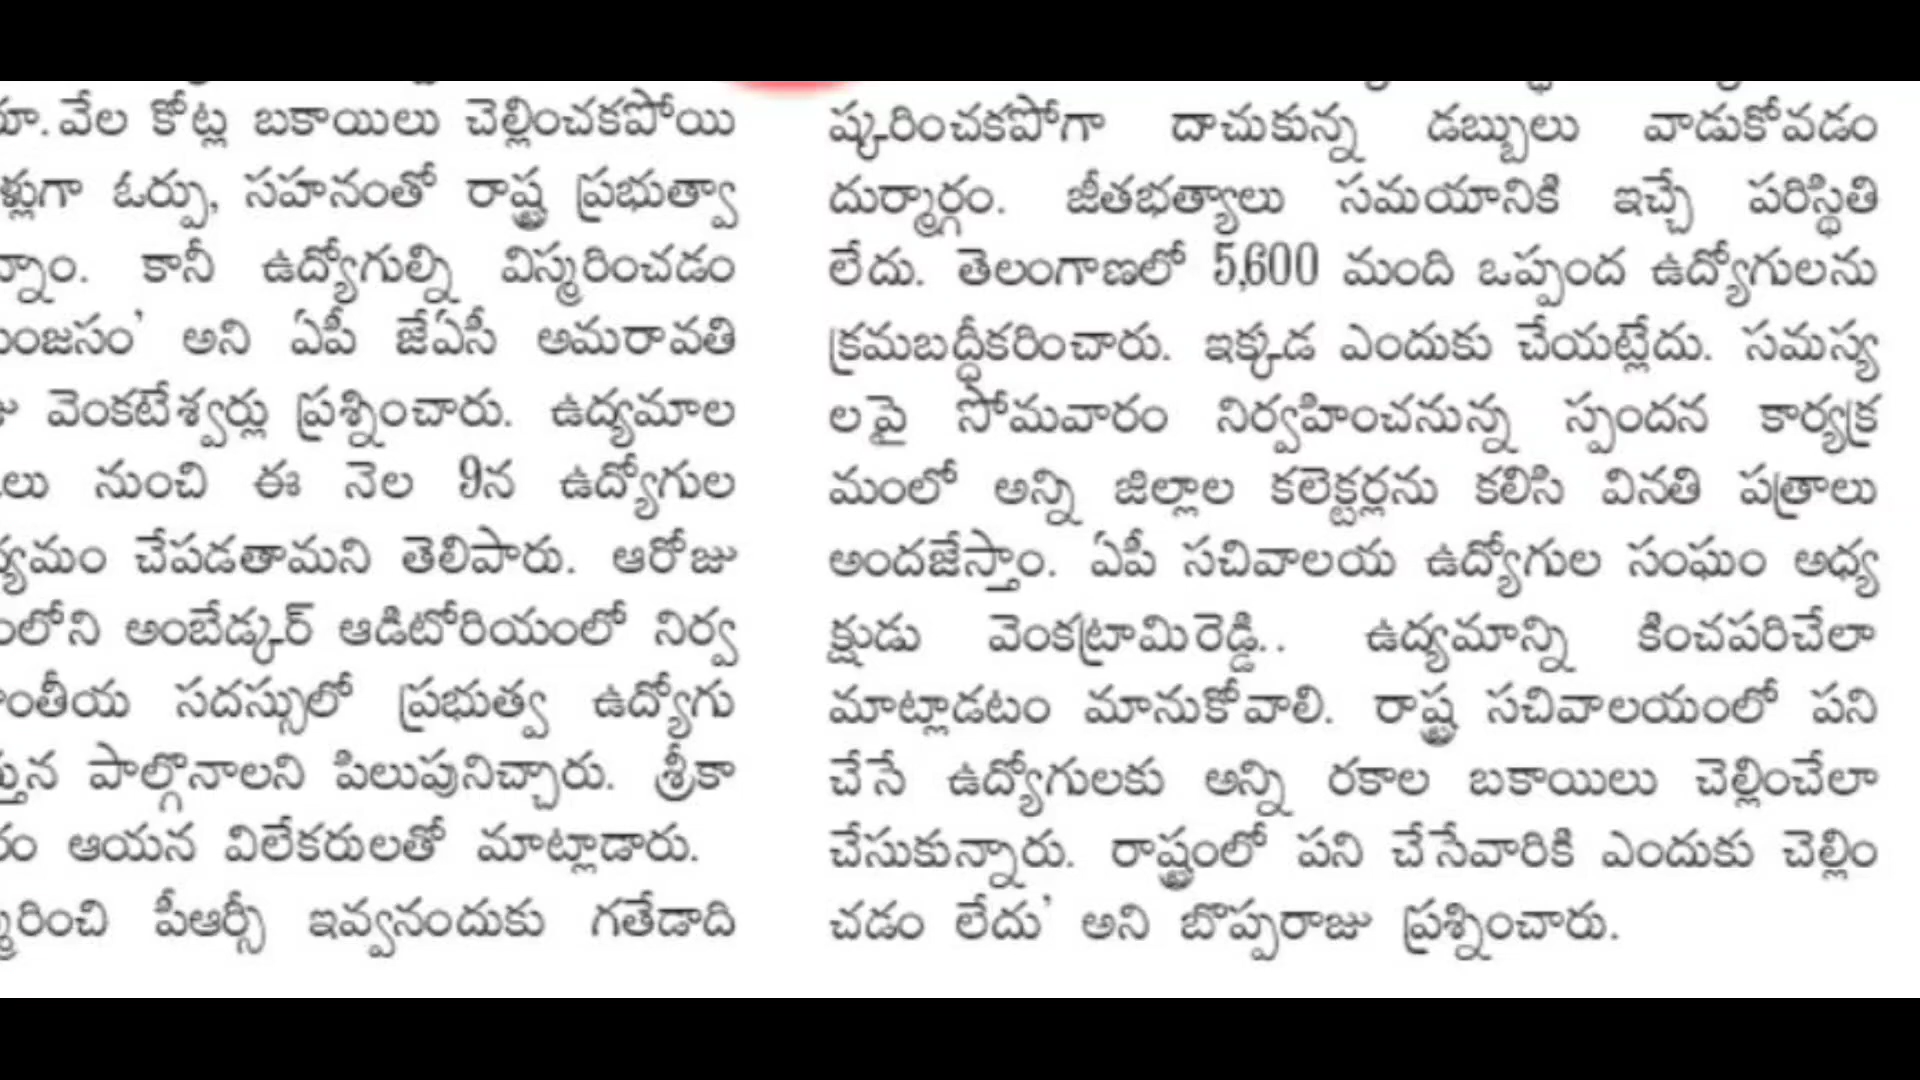 వేల కోట్ల బకాయిలు చెల్లించకపోయి
ఓర్పు, సహనంతో రాష్ట్ర ప్రభుత్వా
కానీ ఉద్యోగుల్ని విస్మరించడం
అని ఏపీ జేఏసీ అమరావతి
వెంకటేశ్వర్లు ప్రశ్నించారు. ఉద్యమాల
నుంచి ఈ నెల 9న ఉద్యోగుల
చేపడతామని తెలిపారు. ఆరోజు
అంబేడ్కర్ ఆడిటోరియంలో నిర్వ
సదస్సులో ప్రభుత్వ ఉద్యోగు
పాల్గొనాలని పిలుపునిచ్చారు. శ్రీకా
ఆయన విలేకరులతో మాట్లాడారు.
పీఆర్సీ ఇవ్వనందుకు గతేడాది
ష్కరించకపోగా దాచుకున్న డబ్బులు వాడుకోవడం
దుర్మార్గం. జీతభత్యాలు సమయానికి ఇచ్చే పరిస్థితి
లేదు. తెలంగాణలో 5,600 మంది ఒప్పంద ఉద్యోగులను
క్రమబద్ధీకరించారు. ఇక్కడ ఎందుకు చేయట్లేదు. సమస్య
లపై సోమవారం నిర్వహించనున్న స్పందన కార్యక్ర
మంలో అన్ని జిల్లాల కలెక్టర్లను కలిసి వినతి పత్రాలు
అందజేస్తాం. ఏపీ సచివాలయ ఉద్యోగుల సంఘం అధ్య
క్షుడు వెంకట్రామిరెడ్డి.. ఉద్యమాన్ని కించపరిచేలా
మాట్లాడటం మానుకోవాలి. రాష్ట్ర సచివాలయంలో పని
చేసే ఉద్యోగులకు అన్ని రకాల బకాయిలు చెల్లించేలా
చేసుకున్నారు. రాష్ట్రంలో పని చేసేవారికి ఎందుకు చెల్లిం
చడం లేదు' అని బొప్పరాజు ప్రశ్నించారు.